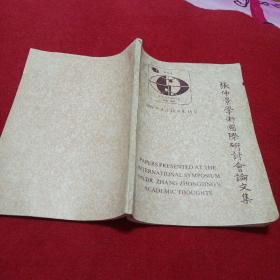 張仲景學術國際研討會論文集
PAPERS PRESENTED AT THE
INTERNATIONAL SYMPOSIUM
ON DR. ZHANG ZHONGJING'S
ACADEMIC THOUGHTS